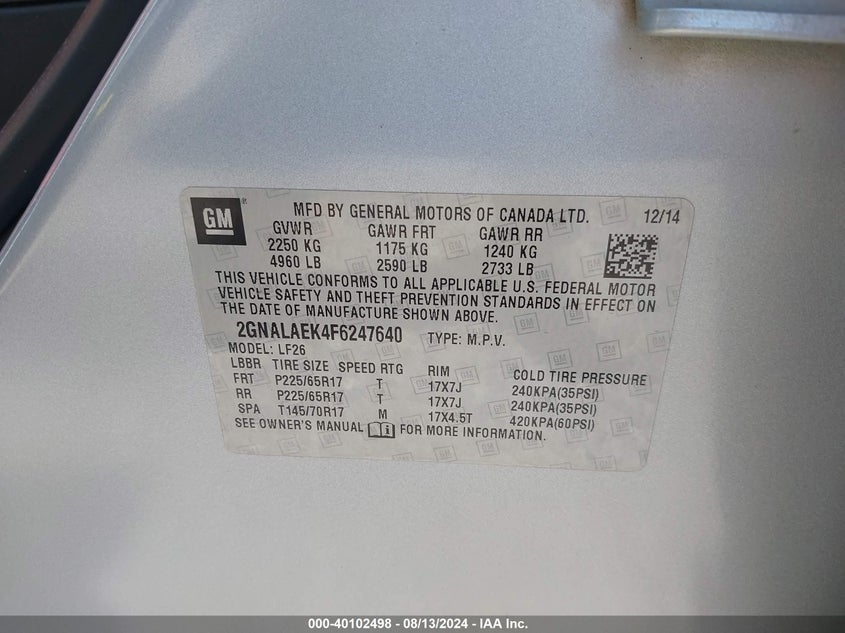 GM ® MFD BY GENERAL MOTORS OF CANADA LTD. 12/14
GVWR GAWR FRT GAWR RR
2250 KG 1175 KG 1240 KG
4960 LB 2590 LB 2733 LB
THIS VEHICLE CONFORMS TO ALL APPLICABLE U.S. FEDERAL MOTOR
VEHICLE SAFETY AND THEFT PREVENTION STANDARDS IN EFFECT ON
THE DATE OF MANUFACTURE SHOWN ABOVE.
2GNALAEK4F6247640 TYPE: M.P.V.
MODEL: LF26
LBBR TIRE SIZE SPEED RTG RIM COLD TIRE PRESSURE
FRT P225/65R17 T 17X7J 240KPA(35PSI)
RR P225/65R17 T 17X7J 240KPA(35PSI)
SPA T145/70R17 M 17X4.5T 420KPA(60PSI)
SEE OWNER'S MANUAL FOR MORE INFORMATION.
000-40102498 - 08/13/2024 - IAA Inc.